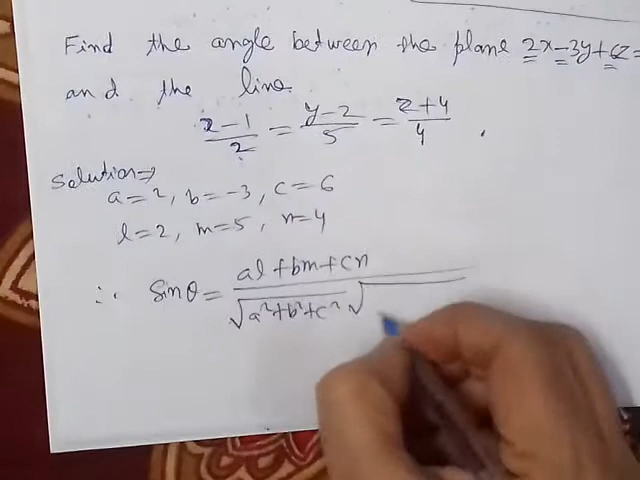 Find the angle between the plane 2x-3y+6z=
and the line
x-1/2 = y-2/5 = z+4/4 .
Solution⇒
a=2, b=-3, c=6
l=2, m=5, n=4
∴ Sinθ= al+bm+cn/√a²+b²+c² √